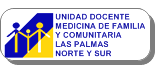 UNIDAD DOCENTE
MEDICINA DE FAMILIA
Y COMUNITARIA
LAS PALMAS
NORTE Y SUR